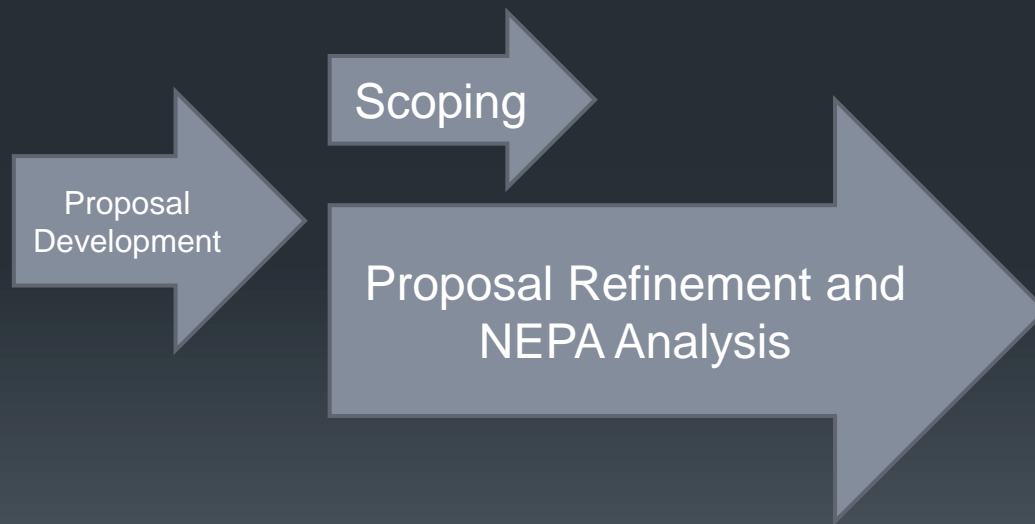 Scoping
Proposal
Development
Proposal Refinement and
NEPA Analysis